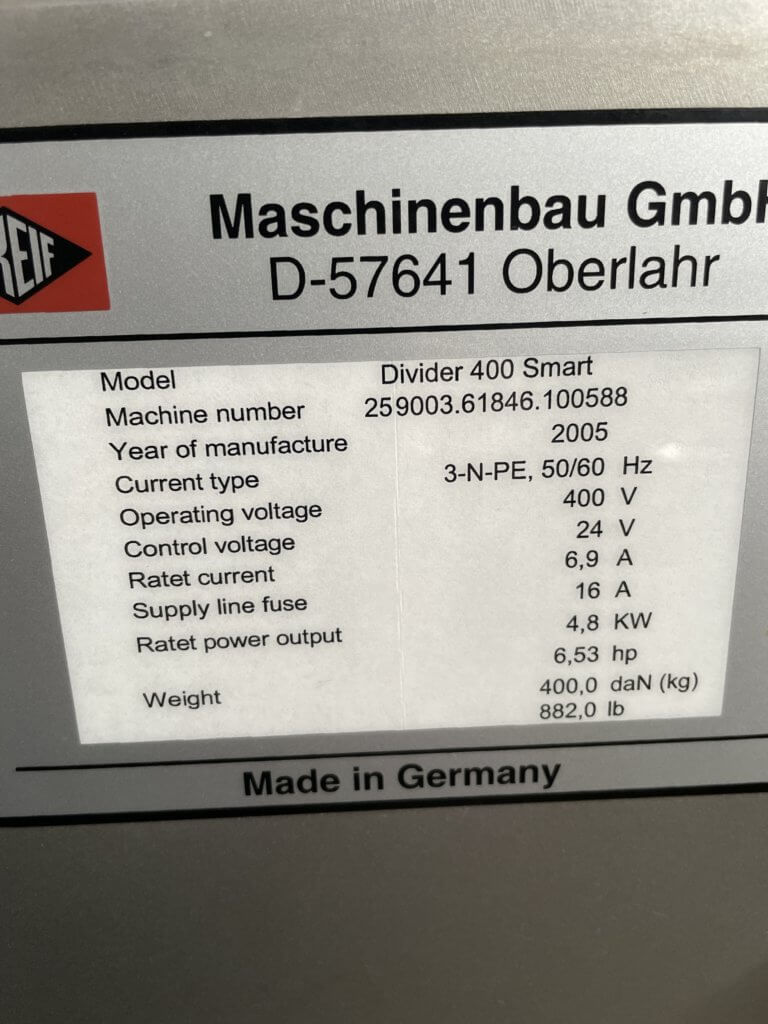 REIF
Maschinenbau GmbH
D-57641 Oberlahr
Model Divider 400 Smart
Machine number 259003.61846.100588
Year of manufacture 2005
Current type 3-N-PE, 50/60 Hz
Operating voltage 400 V
Control voltage 24 V
Ratet current 6,9 A
Supply line fuse 16 A
Ratet power output 4,8 KW
6,53 hp
Weight 400,0 daN (kg)
882,0 lb
Made in Germany